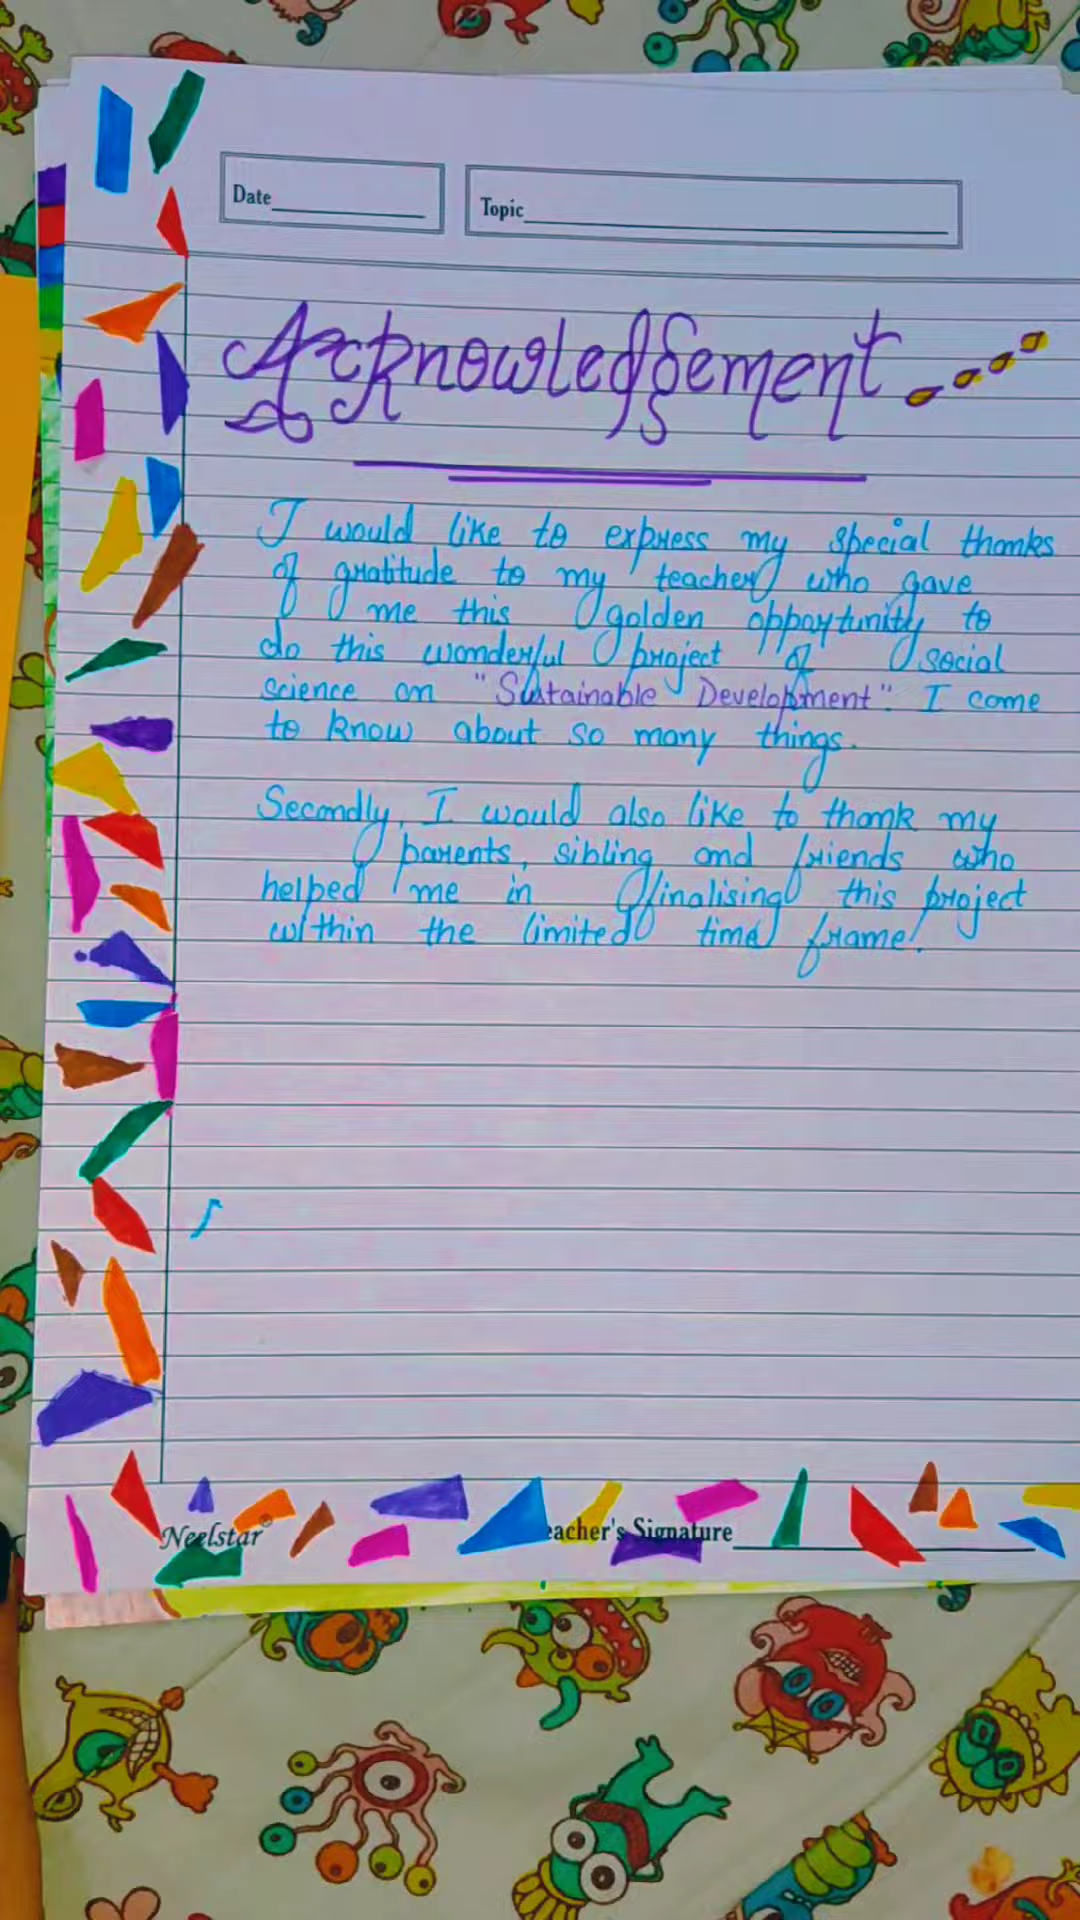 Date
Topic
Acknowledgement
I would like to express my special thanks
of gratitude to my teacher who gave
me this golden opportunity to
do this wonderful project of social
science on "Sustainable Development". I come
to know about so many things.
Secondly, I would also like to thank my
parents, sibling and friends who
helped me in finalising this project
within the limited time frame.
Neelstar®
eacher's Signature